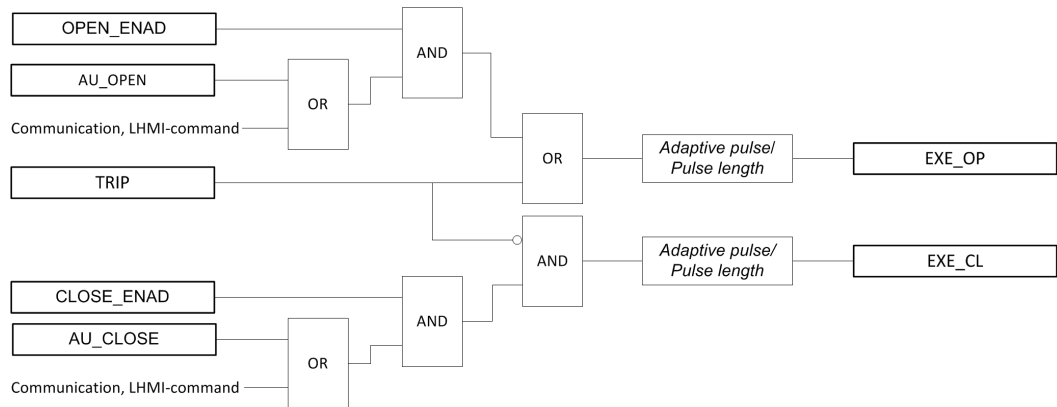 OPEN_ENAD
AND
AU_OPEN
OR
Communication, LHMI-command
OR
Adaptive pulse/
Pulse length
EXE_OP
TRIP
AND
Adaptive pulse/
Pulse length
EXE_CL
CLOSE_ENAD
AND
AU_CLOSE
OR
Communication, LHMI-command